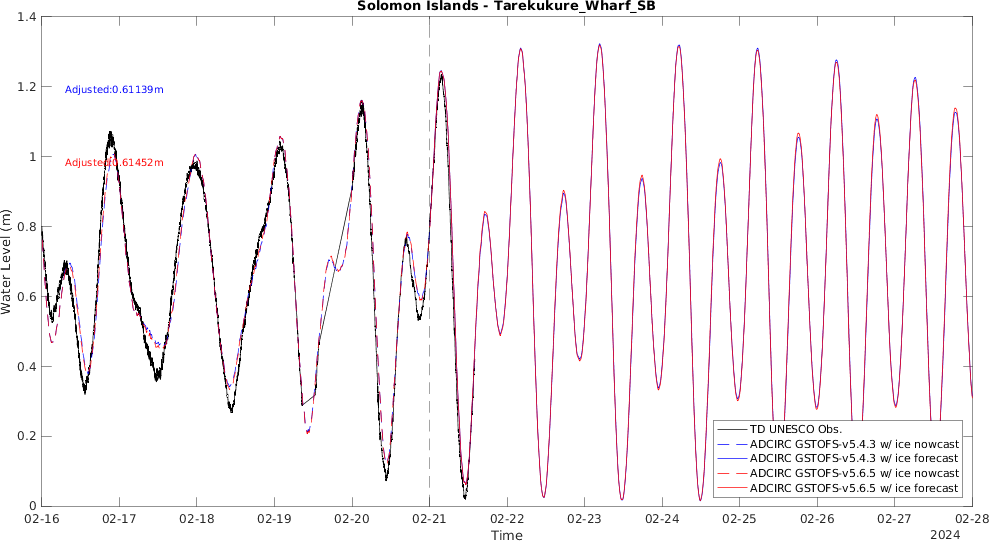 Solomon Islands - Tarekukure_Wharf_SB
1.4
1.2
1
0.8
0.6
0.4
0.2
0
Water Level (m)
Adjusted:0.61139m
Adjusted:0.61452m
TD UNESCO Obs.
ADCIRC GSTOFS-v5.4.3 w/ ice nowcast
ADCIRC GSTOFS-v5.4.3 w/ ice forecast
ADCIRC GSTOFS-v5.6.5 w/ ice nowcast
ADCIRC GSTOFS-v5.6.5 w/ ice forecast
02-16 02-17 02-18 02-19 02-20 02-21 02-22 02-23 02-24 02-25 02-26 02-27 02-28
Time
2024